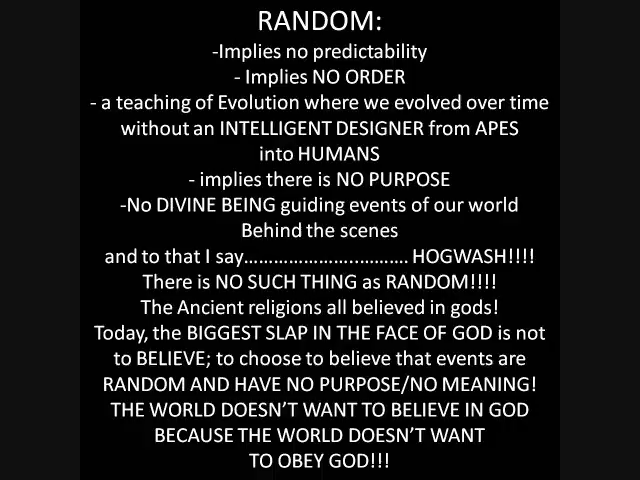 RANDOM:
-Implies no predictability
- Implies NO ORDER
- a teaching of Evolution where we evolved over time
without an INTELLIGENT DESIGNER from APES
into HUMANS
- implies there is NO PURPOSE
-No DIVINE BEING guiding events of our world
Behind the scenes
and to that I say…………………..………. HOGWASH!!!!
There is NO SUCH THING as RANDOM!!!!
The Ancient religions all believed in gods!
Today, the BIGGEST SLAP IN THE FACE OF GOD is not
to BELIEVE; to choose to believe that events are
RANDOM AND HAVE NO PURPOSE/NO MEANING!
THE WORLD DOESN’T WANT TO BELIEVE IN GOD
BECAUSE THE WORLD DOESN’T WANT
TO OBEY GOD!!!